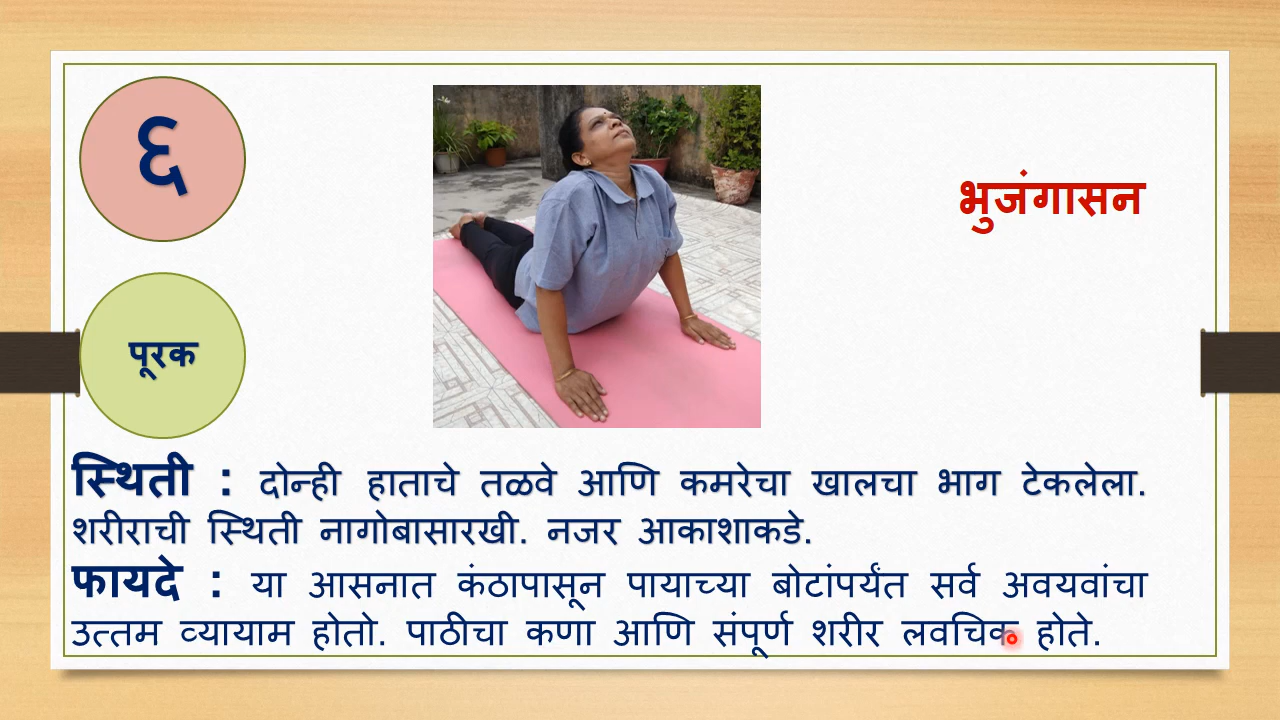 ६
भुजंगासन
पूरक
स्थिती : दोन्ही हाताचे तळवे आणि कमरेचा खालचा भाग टेकलेला.
शरीराची स्थिती नागोबासारखी. नजर आकाशाकडे.
फायदे : या आसनात कंठापासून पायाच्या बोटांपर्यंत सर्व अवयवांचा
उत्तम व्यायाम होतो. पाठीचा कणा आणि संपूर्ण शरीर लवचिक होते.